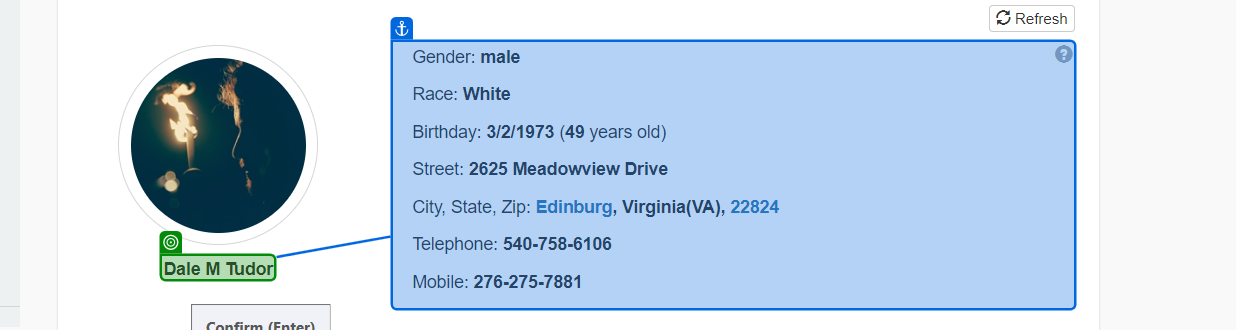 Refresh
Gender: male
Race: White
Birthday: 3/2/1973 (49 years old)
Street: 2625 Meadowview Drive
City, State, Zip: Edinburg, Virginia(VA), 22824
Telephone: 540-758-6106
Mobile: 276-275-7881
Dale M Tudor
Confirm (Enter)